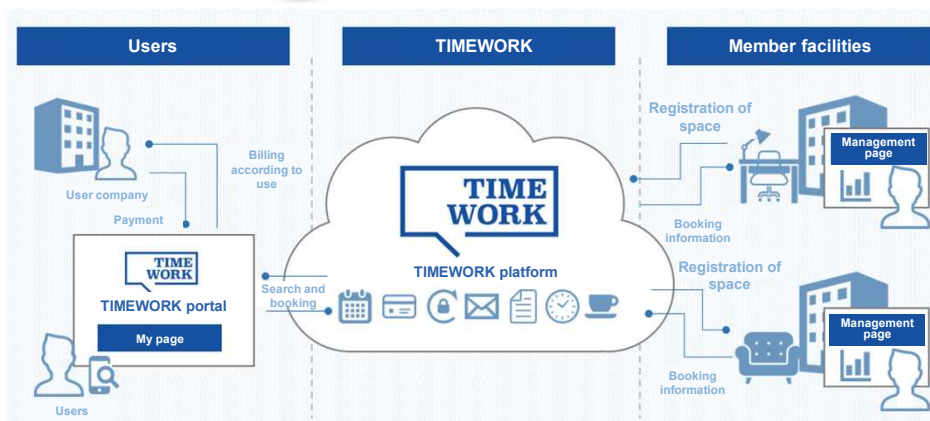 Users
TIMEWORK
Member facilities
User company
Billing
according to
use
Payment
TIME
WORK
TIMEWORK portal
My page
Users
Search and
booking
TIME
WORK
TIMEWORK platform
Registration of
space
Management
page
Booking
information
Registration of
space
Management
page
Booking
information